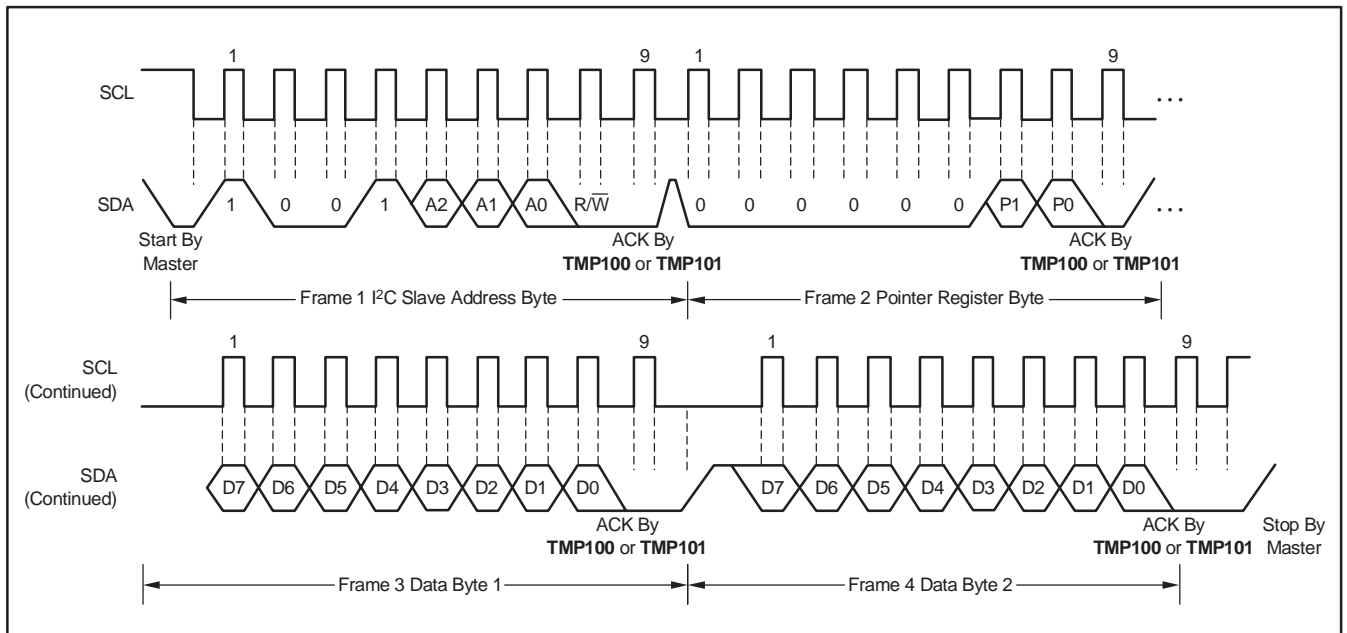 1 9 1 9
SCL ...
SDA 1 0 0 1 A2 A1 A0 R/W̅ 0 0 0 0 0 0 P1 P0 ...
Start By Master
ACK By TMP100 or TMP101
ACK By TMP100 or TMP101
Frame 1 I²C Slave Address Byte
Frame 2 Pointer Register Byte
1 9 1 9
SCL (Continued)
SDA (Continued) D7 D6 D5 D4 D3 D2 D1 D0 D7 D6 D5 D4 D3 D2 D1 D0
ACK By TMP100 or TMP101
ACK By TMP100 or TMP101
Stop By Master
Frame 3 Data Byte 1
Frame 4 Data Byte 2